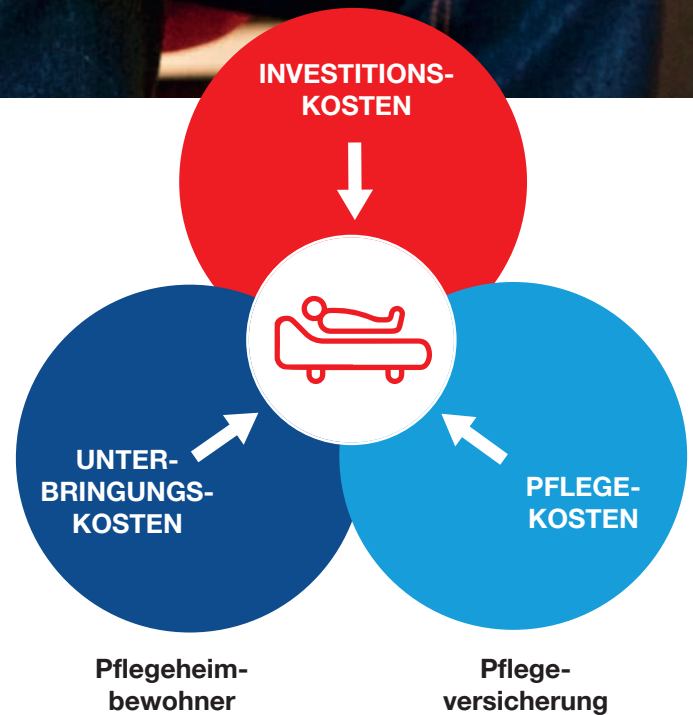 INVESTITIONS-
KOSTEN
UNTER-
BRINGUNGS-
KOSTEN
PFLEGE-
KOSTEN
Pflegeheim-
bewohner
Pflege-
versicherung